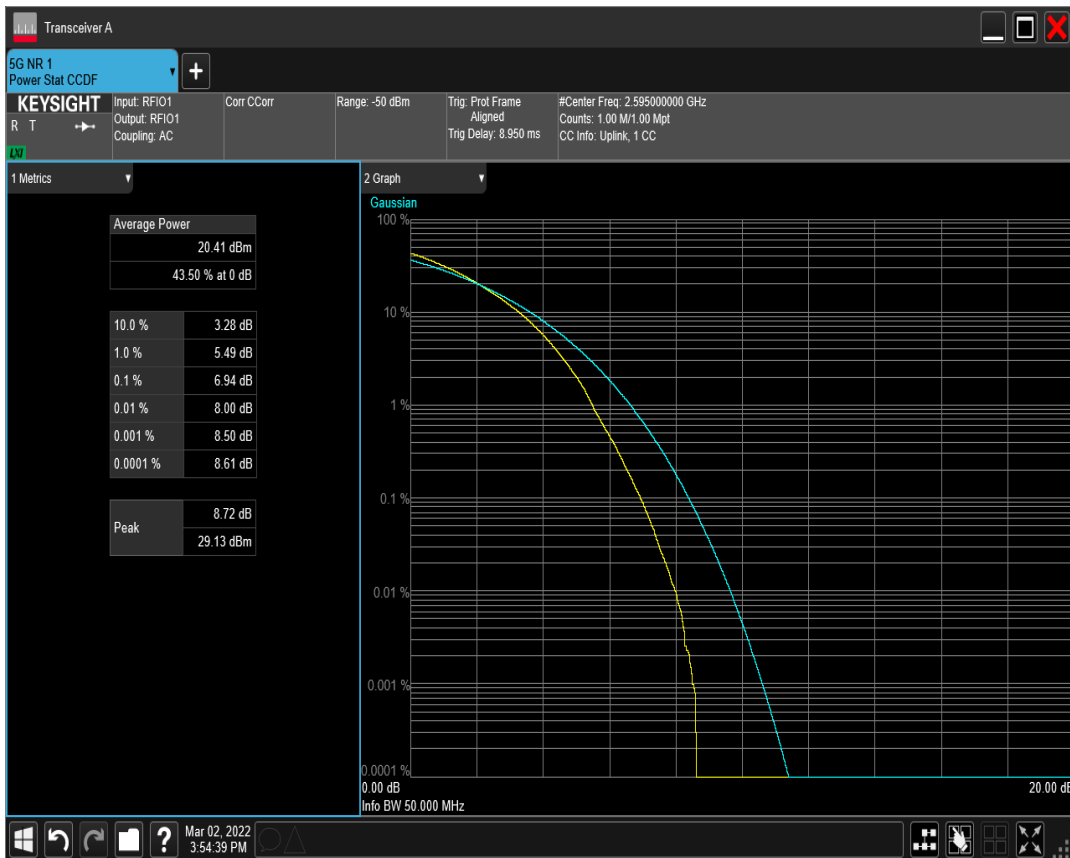 Transceiver A
5G NR 1
Power Stat CCDF
+
KEYSIGHT
R T
LXI
Input: RFIO1
Output: RFIO1
Coupling: AC
Corr CCorr
Range: -50 dBm
Trig: Prot Frame
Aligned
Trig Delay: 8.950 ms
#Center Freq: 2.595000000 GHz
Counts: 1.00 M/1.00 Mpt
CC Info: Uplink, 1 CC
1 Metrics
Average Power
20.41 dBm
43.50 % at 0 dB
10.0 % 3.28 dB
1.0 % 5.49 dB
0.1 % 6.94 dB
0.01 % 8.00 dB
0.001 % 8.50 dB
0.0001 % 8.61 dB
Peak
8.72 dB
29.13 dBm
2 Graph
Gaussian
100 %
10 %
1 %
0.1 %
0.01 %
0.001 %
0.0001 %
0.00 dB 20.00 dB
Info BW 50.000 MHz
?
Mar 02, 2022
3:54:39 PM